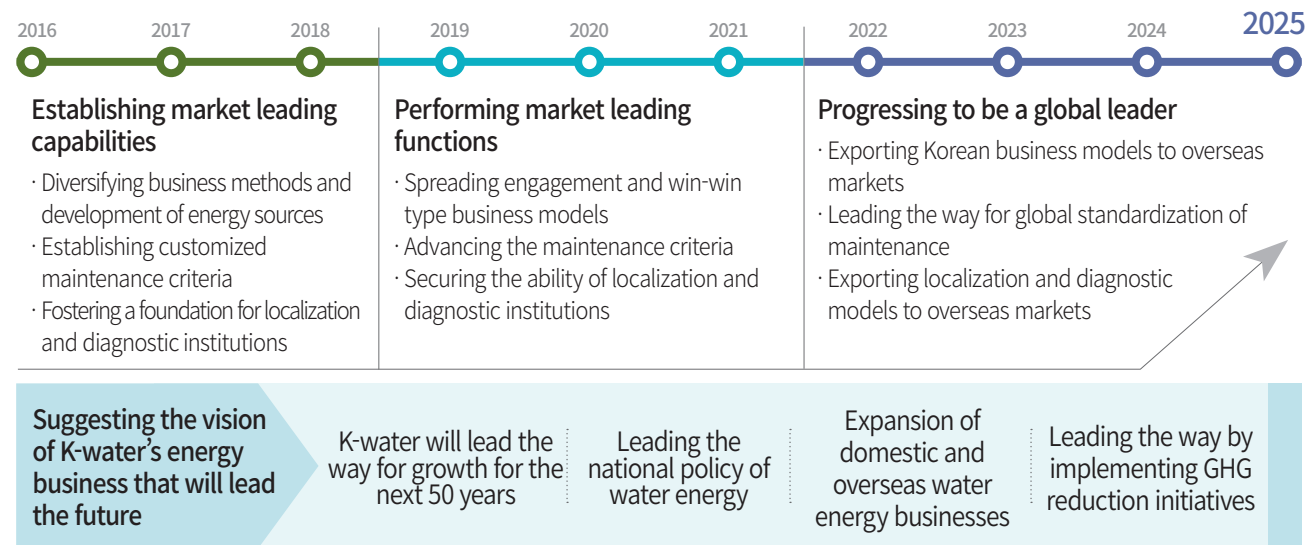 2016
2017
2018
2019
2020
2021
2022
2023
2024
2025
Establishing market leading
capabilities
· Diversifying business methods and
development of energy sources
· Establishing customized
maintenance criteria
· Fostering a foundation for localization
and diagnostic institutions
Performing market leading
functions
· Spreading engagement and win-win
type business models
· Advancing the maintenance criteria
· Securing the ability of localization and
diagnostic institutions
Progressing to be a global leader
· Exporting Korean business models to overseas
markets
· Leading the way for global standardization of
maintenance
· Exporting localization and diagnostic
models to overseas markets
Suggesting the vision
of K-water’s energy
business that will lead
the future
K-water will lead the
way for growth for the
next 50 years
Leading the
national policy of
water energy
Expansion of
domestic and
overseas water
energy businesses
Leading the way by
implementing GHG
reduction initiatives